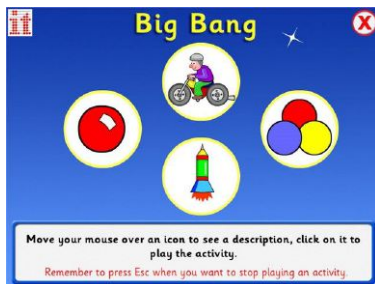 it
Big Bang
X
Move your mouse over an icon to see a description, click on it to
play the activity.
Remember to press Esc when you want to stop playing an activity.